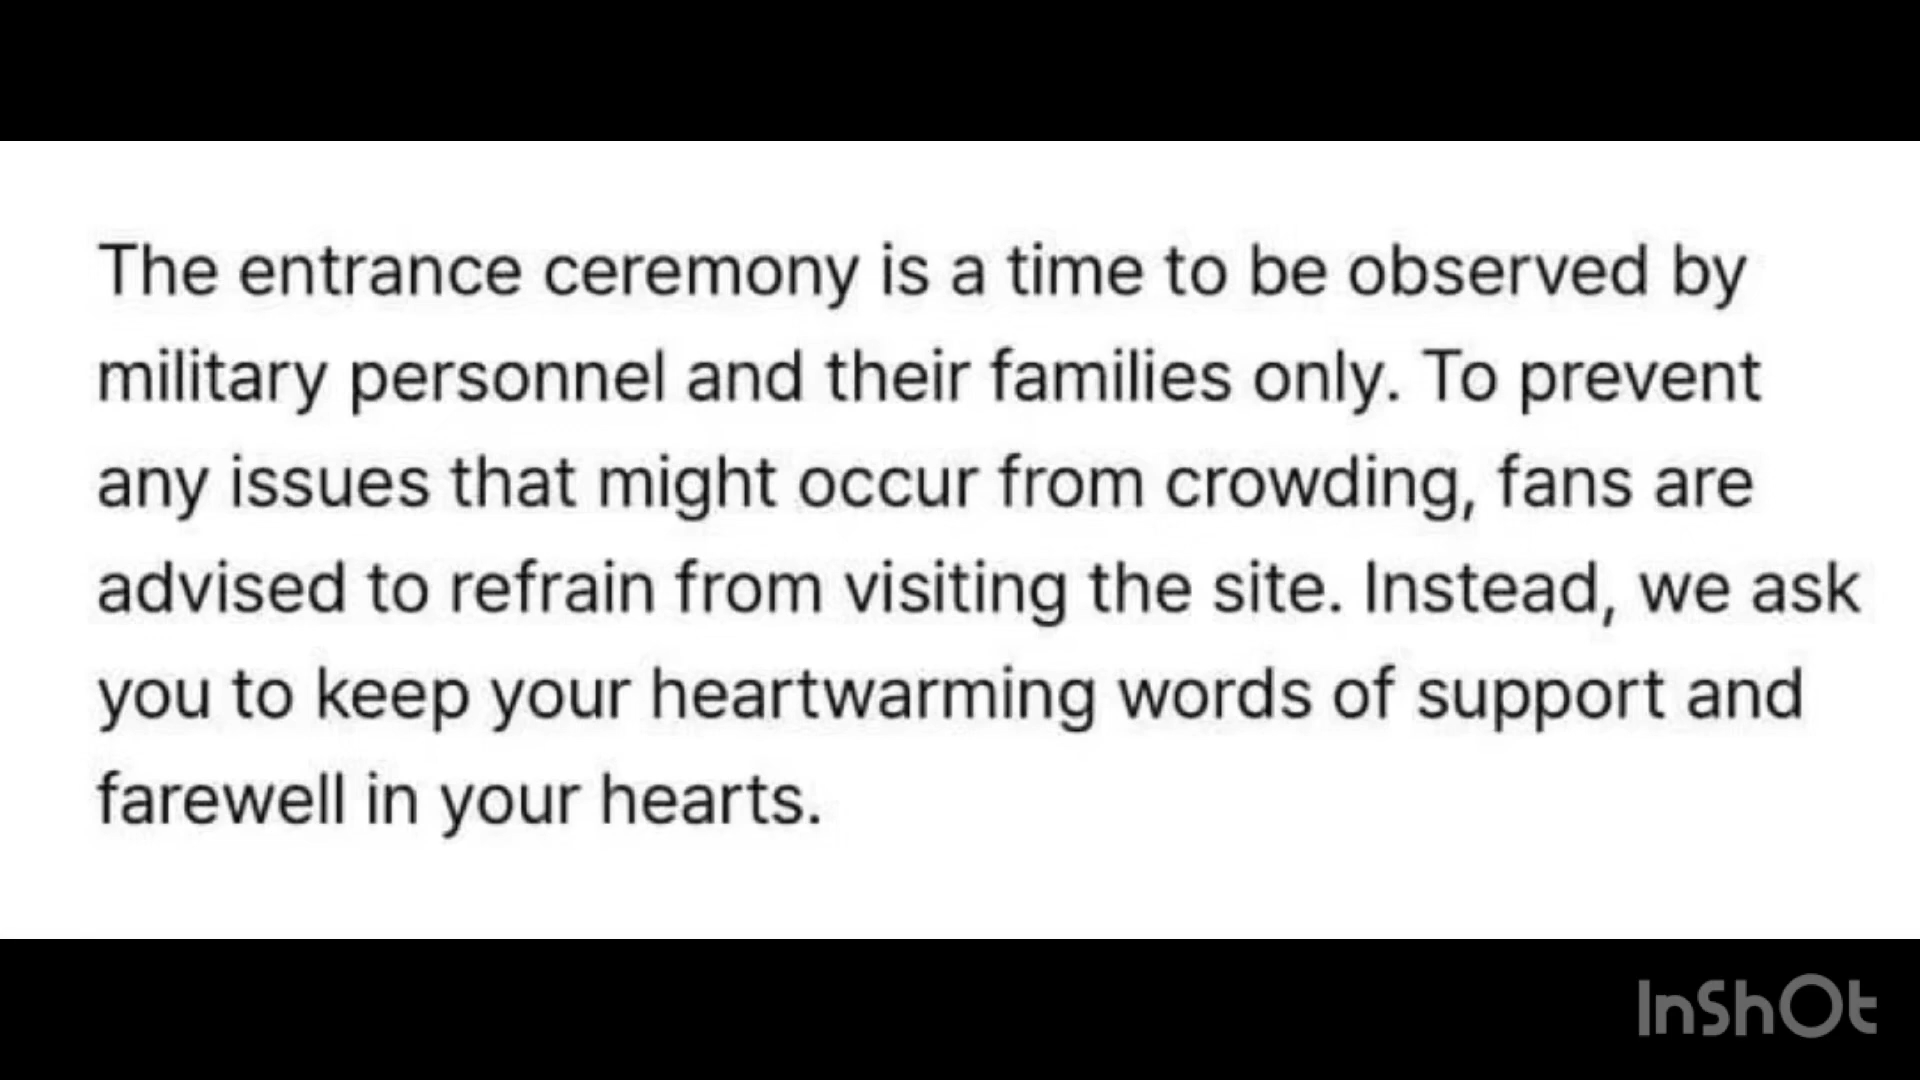 The entrance ceremony is a time to be observed by
military personnel and their families only. To prevent
any issues that might occur from crowding, fans are
advised to refrain from visiting the site. Instead, we ask
you to keep your heartwarming words of support and
farewell in your hearts.
InShOt